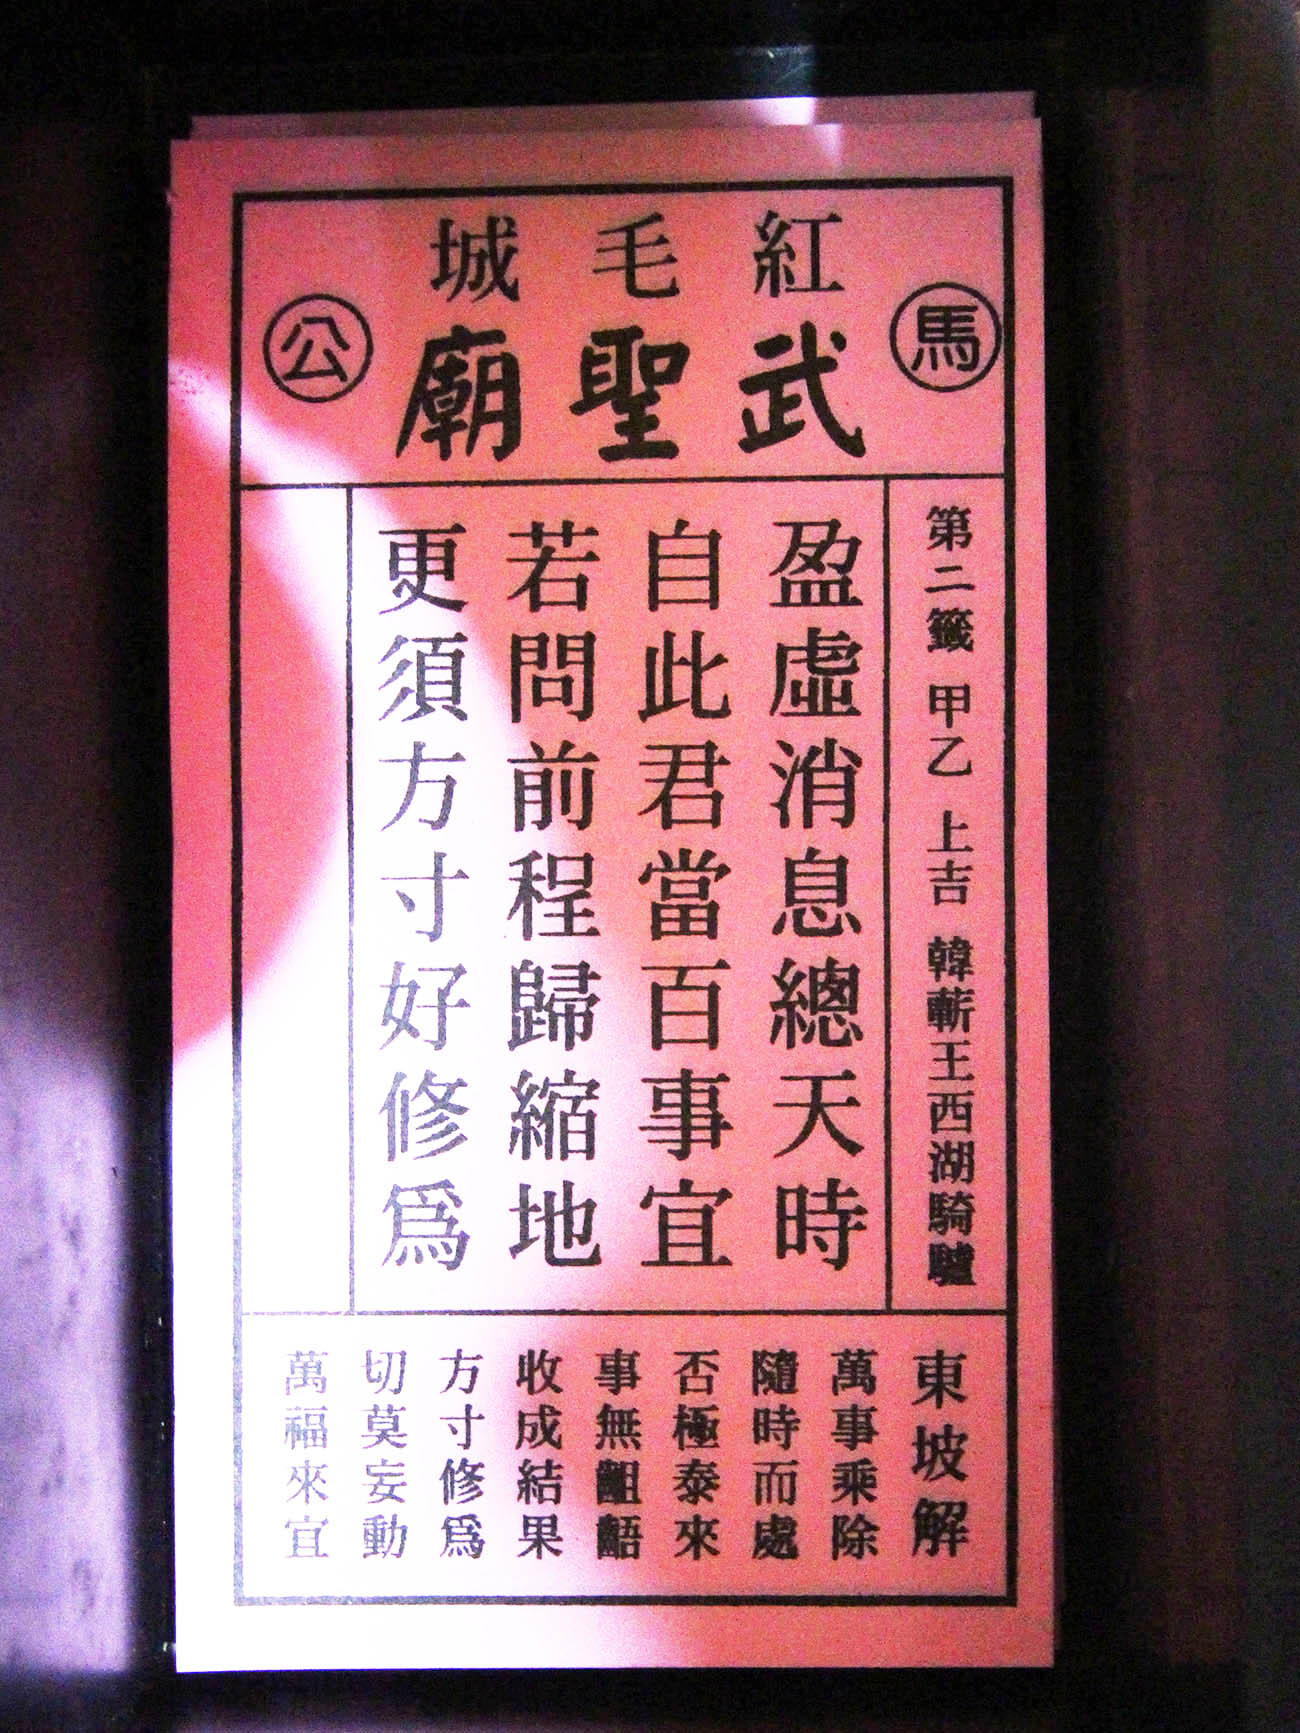 紅毛城
馬
武聖廟
公
第二籤 甲乙 上吉 韓蘄王西湖騎驢
盈虛消息總天時
自此君當百事宜
若問前程歸縮地
更須方寸好修為
東坡解
萬事乘除
隨時而處
否極泰來
事無齟齬
收成結果
方寸修為
切莫妄動
萬福來宜